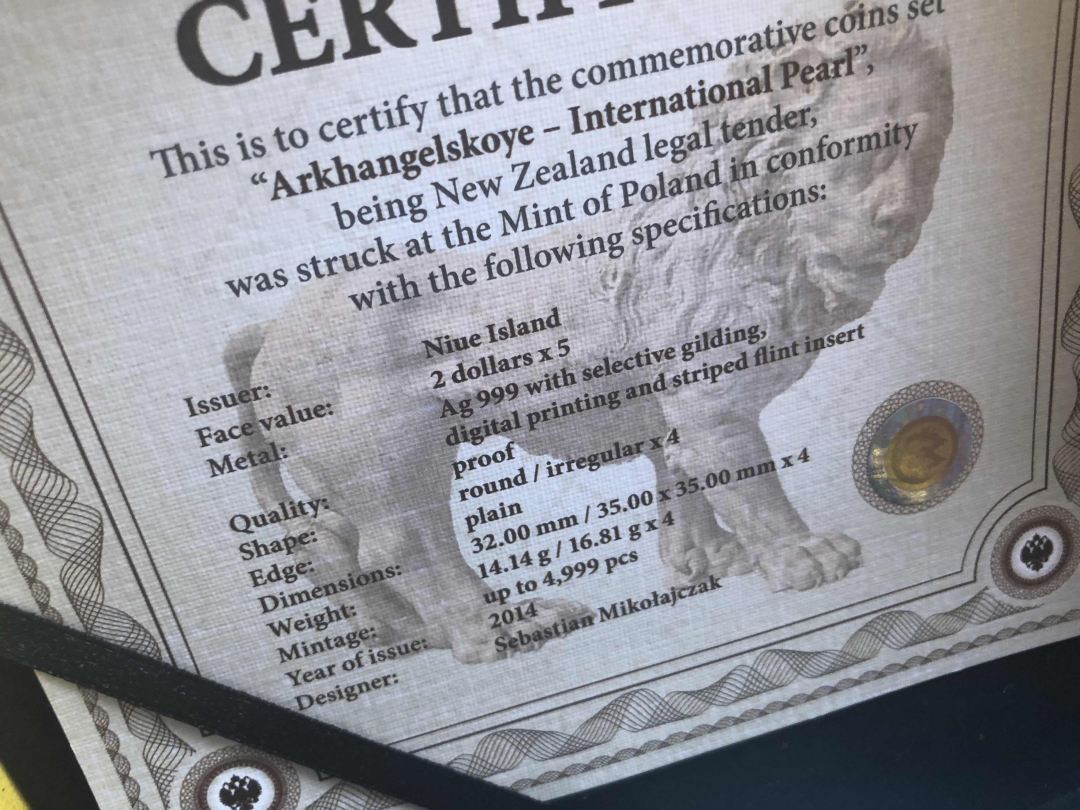 This is to certify that the commemorative coins set
“Arkhangelskoye – International Pearl”,
being New Zealand legal tender,
was struck at the Mint of Poland in conformity
with the following specifications:
Issuer: Niue Island
Face value: 2 dollars x 5
Metal: Ag 999 with selective gilding,
digital printing and striped flint insert
Quality: proof
Shape: round / irregular x 4
Edge: plain
Dimensions: 32.00 mm / 35.00 x 35.00 mm x 4
Weight: 14.14 g / 16.81 g x 4
Mintage: up to 4,999 pcs
Year of issue: 2014
Designer: Sebastian Mikołajczak